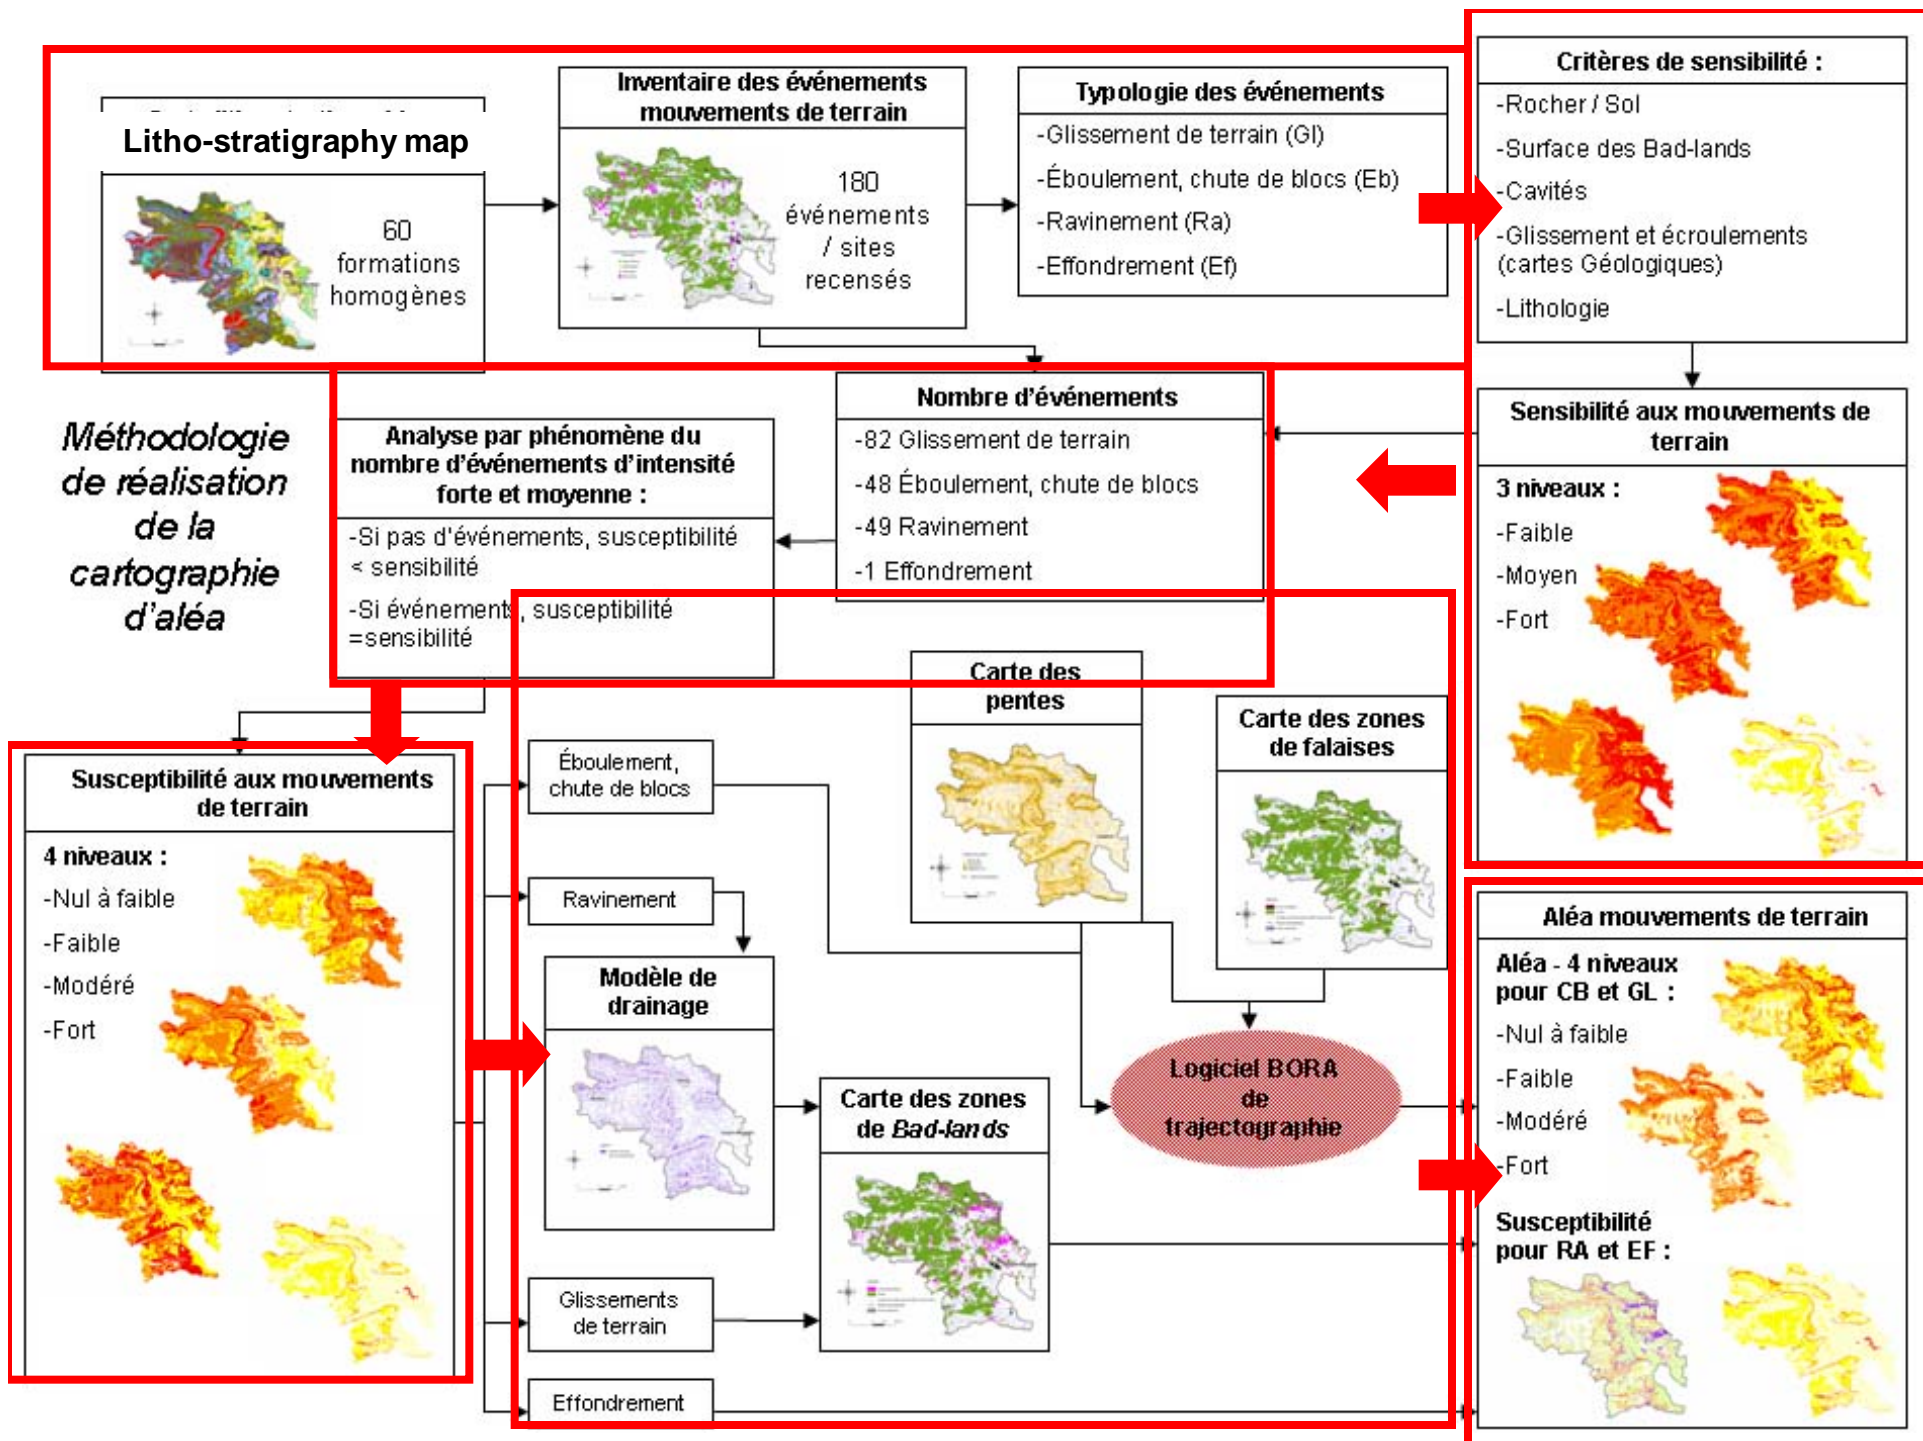 Litho-stratigraphy map
60
formations
homogènes
Inventaire des événements
mouvements de terrain
180
événements
/ sites
recensés
Typologie des événements
-Glissement de terrain (Gl)
-Éboulement, chute de blocs (Eb)
-Ravinement (Ra)
-Effondrement (Ef)
Critères de sensibilité :
-Rocher / Sol
-Surface des Bad-lands
-Cavités
-Glissement et écroulements
(cartes Géologiques)
-Lithologie
Méthodologie
de réalisation
de la
cartographie
d'aléa
Analyse par phénomène du
nombre d'événements d'intensité
forte et moyenne :
-Si pas d'événements, susceptibilité
< sensibilité
-Si événements, susceptibilité
=sensibilité
Nombre d'événements
-82 Glissement de terrain
-48 Éboulement, chute de blocs
-49 Ravinement
-1 Effondrement
Sensibilité aux mouvements de
terrain
3 niveaux :
-Faible
-Moyen
-Fort
Susceptibilité aux mouvements
de terrain
4 niveaux :
-Nul à faible
-Faible
-Modéré
-Fort
Éboulement,
chute de blocs
Ravinement
Modèle de
drainage
Glissements
de terrain
Effondrement
Carte des
pentes
Carte des zones
de falaises
Carte des zones
de Bad-lands
Logiciel BORA
de
trajectographie
Aléa mouvements de terrain
Aléa - 4 niveaux
pour CB et GL :
-Nul à faible
-Faible
-Modéré
-Fort
Susceptibilité
pour RA et EF :